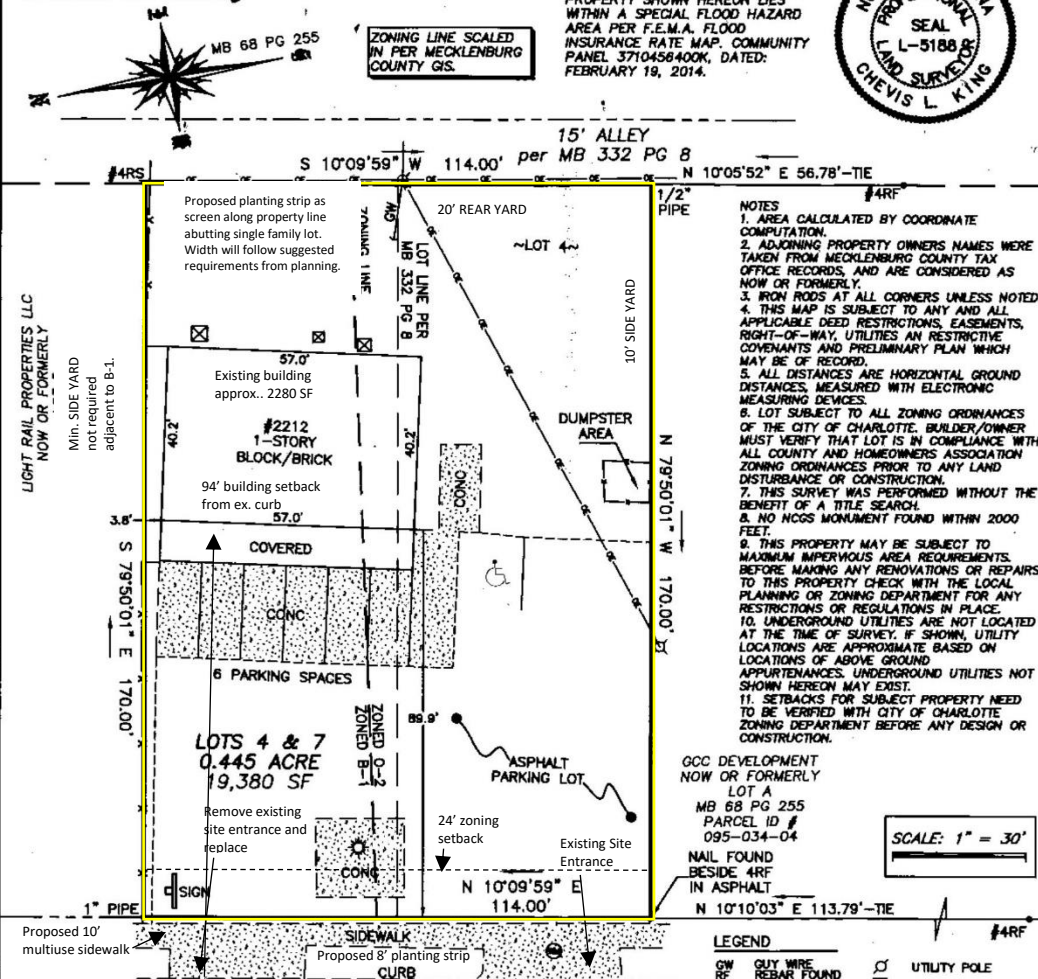 MB 68 PG 255
ZONING LINE SCALED
IN PER MECKLENBURG
COUNTY GIS.
PROPERTY SHOWN HEREON LIES
WITHIN A SPECIAL FLOOD HAZARD
AREA PER F.E.M.A. FLOOD
INSURANCE RATE MAP. COMMUNITY
PANEL 3710456400K, DATED:
FEBRUARY 19, 2014.
SEAL
L-5188
LAND SURVEYOR
CHEVIS L. KING
15' ALLEY
per MB 332 PG 8
S 10°09'59" W 114.00'
N 10°05'52" E 56.78'-TIE
#4RS
1/2"
PIPE
#4RF
Proposed planting strip as
screen along property line
abutting single family lot.
Width will follow suggested
requirements from planning.
ZONING LINE
GW
LOT LINE PER
MB 332 PG 8
20' REAR YARD
~LOT 4~
10' SIDE YARD
LIGHT RAIL PROPERTIES LLC
NOW OR FORMERLY
Min. SIDE YARD
not required
adjacent to B-1.
57.0'
Existing building
approx.. 2280 SF
40.2'
#2212
1-STORY
BLOCK/BRICK
40.2'
94' building setback
from ex. curb
57.0'
3.8'
COVERED
CONC
CONC
DUMPSTER
AREA
N 79°50'01" W 170.00'
S 79°50'01" E 170.00'
6 PARKING SPACES
ZONED O-2
ZONED B-1
89.9'
LOTS 4 & 7
0.445 ACRE
19,380 SF
ASPHALT
PARKING LOT
Remove existing
site entrance and
replace
24' zoning
setback
Existing Site
Entrance
CONC
SIGN
N 10°09'59" E
114.00'
1" PIPE
Proposed 10'
multiuse sidewalk
SIDEWALK
Proposed 8' planting strip
CURB
NOTES
1. AREA CALCULATED BY COORDINATE
COMPUTATION.
2. ADJOINING PROPERTY OWNERS NAMES WERE
TAKEN FROM MECKLENBURG COUNTY TAX
OFFICE RECORDS, AND ARE CONSIDERED AS
NOW OR FORMERLY.
3. IRON RODS AT ALL CORNERS UNLESS NOTED
4. THIS MAP IS SUBJECT TO ANY AND ALL
APPLICABLE DEED RESTRICTIONS, EASEMENTS,
RIGHT-OF-WAY, UTILITIES AN RESTRICTIVE
COVENANTS AND PRELIMINARY PLAN WHICH
MAY BE OF RECORD.
5. ALL DISTANCES ARE HORIZONTAL GROUND
DISTANCES, MEASURED WITH ELECTRONIC
MEASURING DEVICES.
6. LOT SUBJECT TO ALL ZONING ORDINANCES
OF THE CITY OF CHARLOTTE. BUILDER/OWNER
MUST VERIFY THAT LOT IS IN COMPLIANCE WITH
ALL COUNTY AND HOMEOWNERS ASSOCIATION
ZONING ORDINANCES PRIOR TO ANY LAND
DISTURBANCE OR CONSTRUCTION.
7. THIS SURVEY WAS PERFORMED WITHOUT THE
BENEFIT OF A TITLE SEARCH.
8. NO NCGS MONUMENT FOUND WITHIN 2000
FEET.
9. THIS PROPERTY MAY BE SUBJECT TO
MAXIMUM IMPERVIOUS AREA REQUIREMENTS.
BEFORE MAKING ANY RENOVATIONS OR REPAIRS
TO THIS PROPERTY CHECK WITH THE LOCAL
PLANNING OR ZONING DEPARTMENT FOR ANY
RESTRICTIONS OR REGULATIONS IN PLACE.
10. UNDERGROUND UTILITIES ARE NOT LOCATED
AT THE TIME OF SURVEY. IF SHOWN, UTILITY
LOCATIONS ARE APPROXIMATE BASED ON
LOCATIONS OF ABOVE GROUND
APPURTENANCES. UNDERGROUND UTILITIES NOT
SHOWN HEREON MAY EXIST.
11. SETBACKS FOR SUBJECT PROPERTY NEED
TO BE VERIFIED WITH CITY OF CHARLOTTE
ZONING DEPARTMENT BEFORE ANY DESIGN OR
CONSTRUCTION.
GCC DEVELOPMENT
NOW OR FORMERLY
LOT A
MB 68 PG 255
PARCEL ID #
095-034-04
NAIL FOUND
BESIDE 4RF
IN ASPHALT
SCALE: 1" = 30'
N 10°10'03" E 113.79'-TIE
#4RF
LEGEND
GW GUY WIRE
RF REBAR FOUND
UTILITY POLE